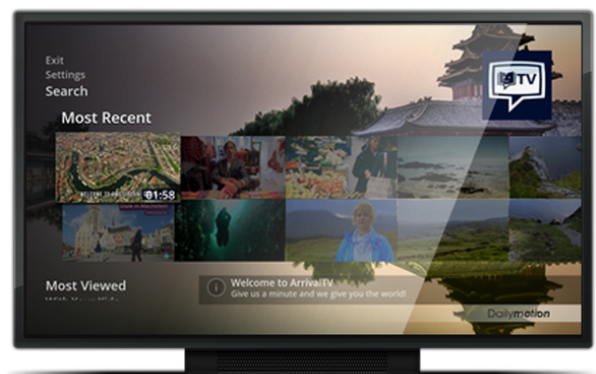 Exit
Settings
Search
TV
Most Recent
01:58
Most Viewed
Welcome to ArrivalTV
Give us a minute and we give you the world!
Dailymotion